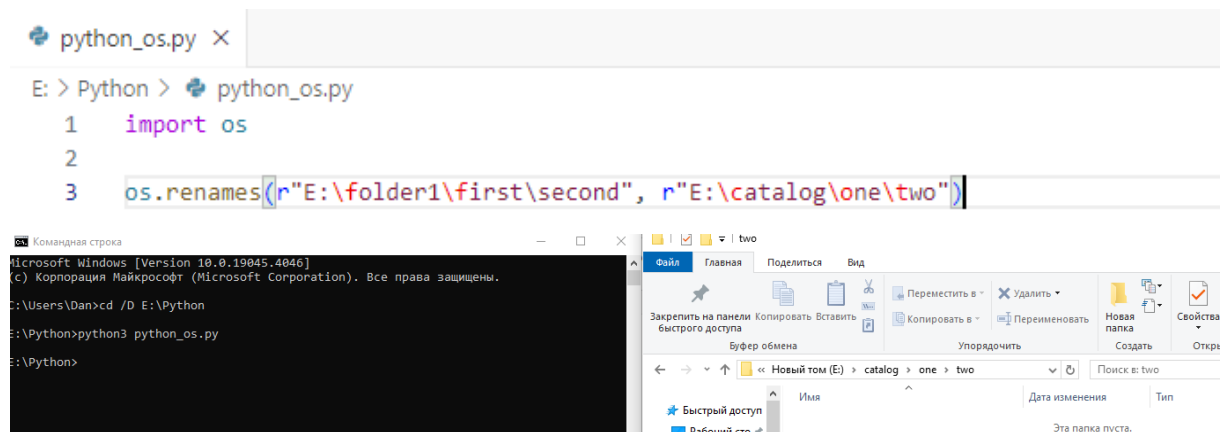 python_os.py ×
E: > Python > python_os.py
1 import os
2
3 os.renames(r"E:\folder1\first\second", r"E:\catalog\one\two")
Командная строка
Microsoft Windows [Version 10.0.19045.4046]
(c) Корпорация Майкрософт (Microsoft Corporation). Все права защищены.
C:\Users\Dan>cd /D E:\Python
E:\Python>python3 python_os.py
E:\Python>
two
Файл Главная Поделиться Вид
Закрепить на панели быстрого доступа
Копировать Вставить
Переместить в
Копировать в
Удалить
Переименовать
Новая папка
Свойства
Буфер обмена Упорядочить Создать
« Новый том (E:) › catalog › one › two
Поиск в: two
Имя Дата изменения Тип
Быстрый доступ
Эта папка пуста.